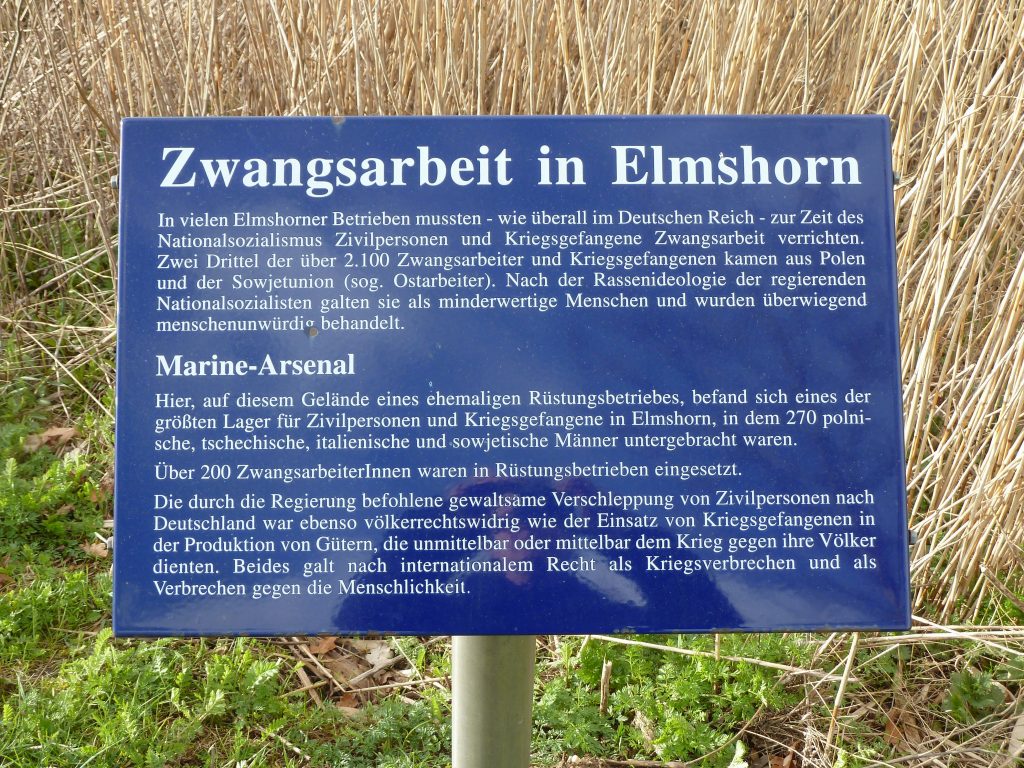 Zwangsarbeit in Elmshorn
In vielen Elmshorner Betrieben mussten - wie überall im Deutschen Reich - zur Zeit des
Nationalsozialismus Zivilpersonen und Kriegsgefangene Zwangsarbeit verrichten.
Zwei Drittel der über 2.100 Zwangsarbeiter und Kriegsgefangenen kamen aus Polen
und der Sowjetunion (sog. Ostarbeiter). Nach der Rassenideologie der regierenden
Nationalsozialisten galten sie als minderwertige Menschen und wurden überwiegend
menschenunwürdig behandelt.
Marine-Arsenal
Hier, auf diesem Gelände eines ehemaligen Rüstungsbetriebes, befand sich eines der
größten Lager für Zivilpersonen und Kriegsgefangene in Elmshorn, in dem 270 polni-
sche, tschechische, italienische und sowjetische Männer untergebracht waren.
Über 200 ZwangsarbeiterInnen waren in Rüstungsbetrieben eingesetzt.
Die durch die Regierung befohlene gewaltsame Verschleppung von Zivilpersonen nach
Deutschland war ebenso völkerrechtswidrig wie der Einsatz von Kriegsgefangenen in
der Produktion von Gütern, die unmittelbar oder mittelbar dem Krieg gegen ihre Völker
dienten. Beides galt nach internationalem Recht als Kriegsverbrechen und als
Verbrechen gegen die Menschlichkeit.